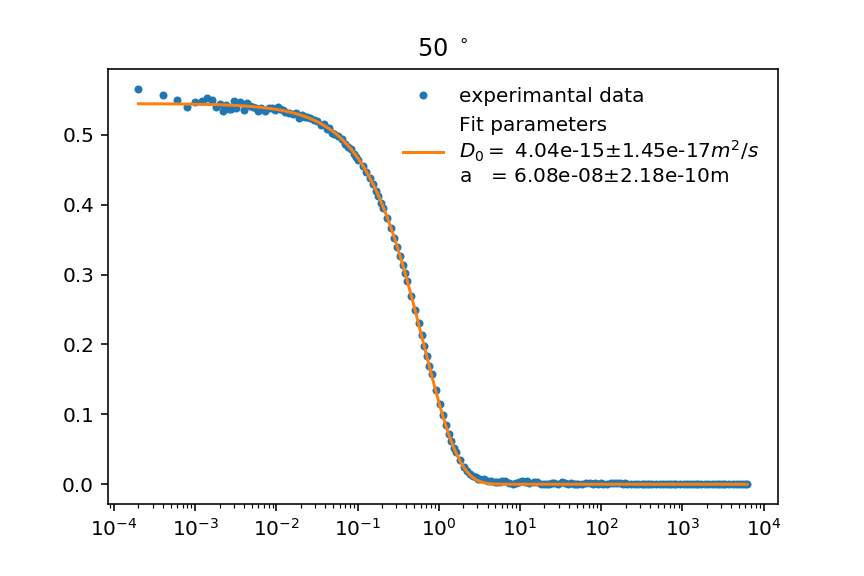 50 °
experimantal data
Fit parameters
D₀ = 4.04e-15±1.45e-17m²/s
a = 6.08e-08±2.18e-10m
0.5
0.4
0.3
0.2
0.1
0.0
10⁻⁴ 10⁻³ 10⁻² 10⁻¹ 10⁰ 10¹ 10² 10³ 10⁴